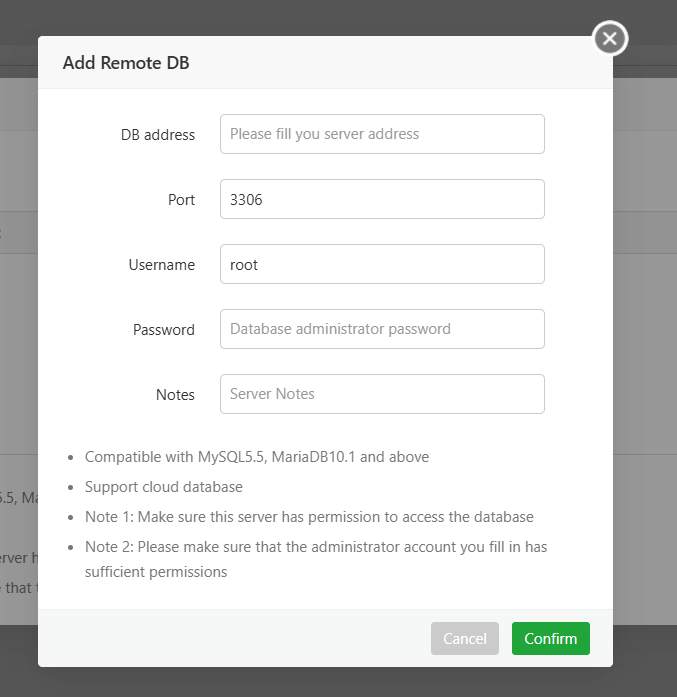 Add Remote DB
DB address
Please fill you server address
Port
3306
Username
root
Password
Database administrator password
Notes
Server Notes
Compatible with MySQL5.5, MariaDB10.1 and above
Support cloud database
Note 1: Make sure this server has permission to access the database
Note 2: Please make sure that the administrator account you fill in has
sufficient permissions
Cancel
Confirm